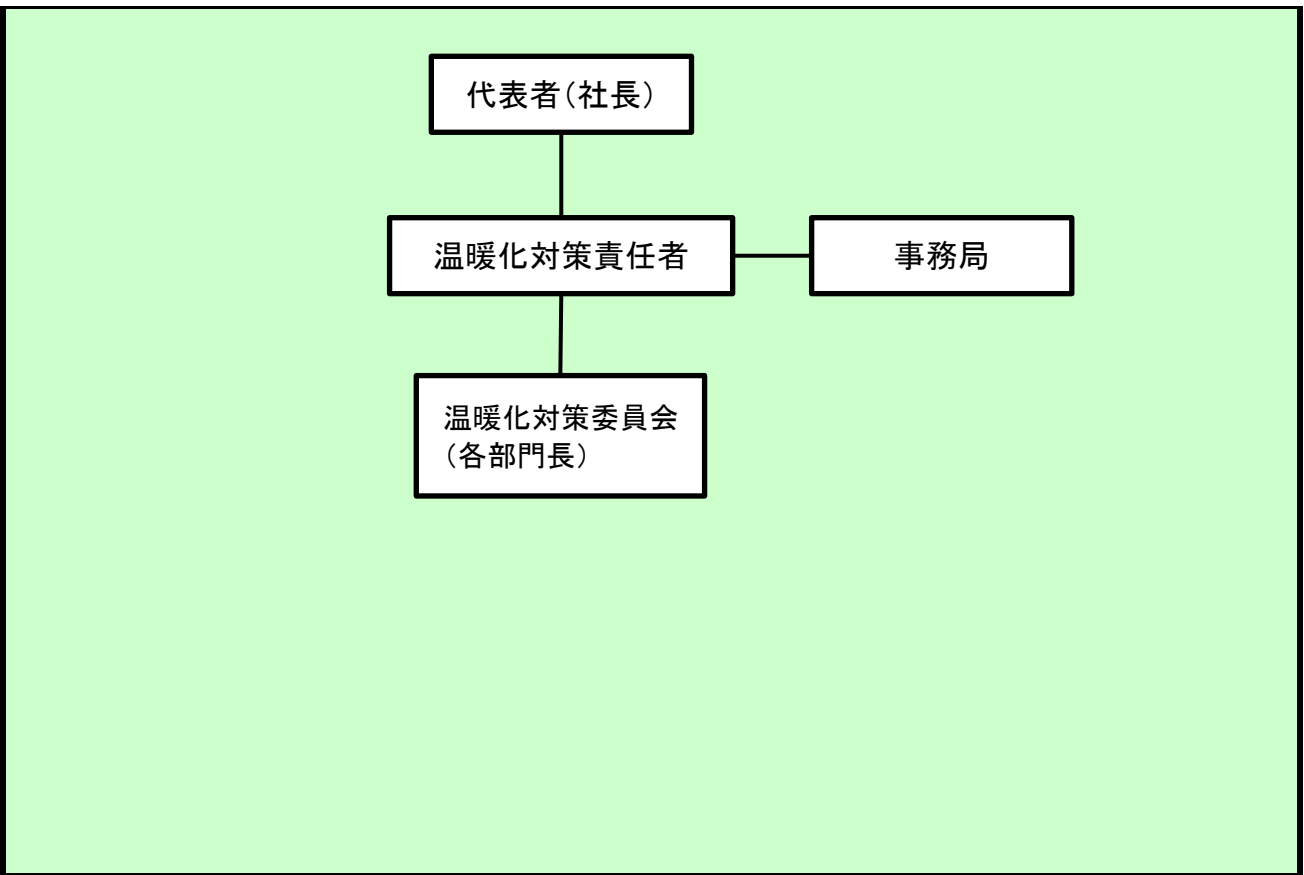 代表者（社長）
温暖化対策責任者
事務局
温暖化対策委員会
（各部門長）